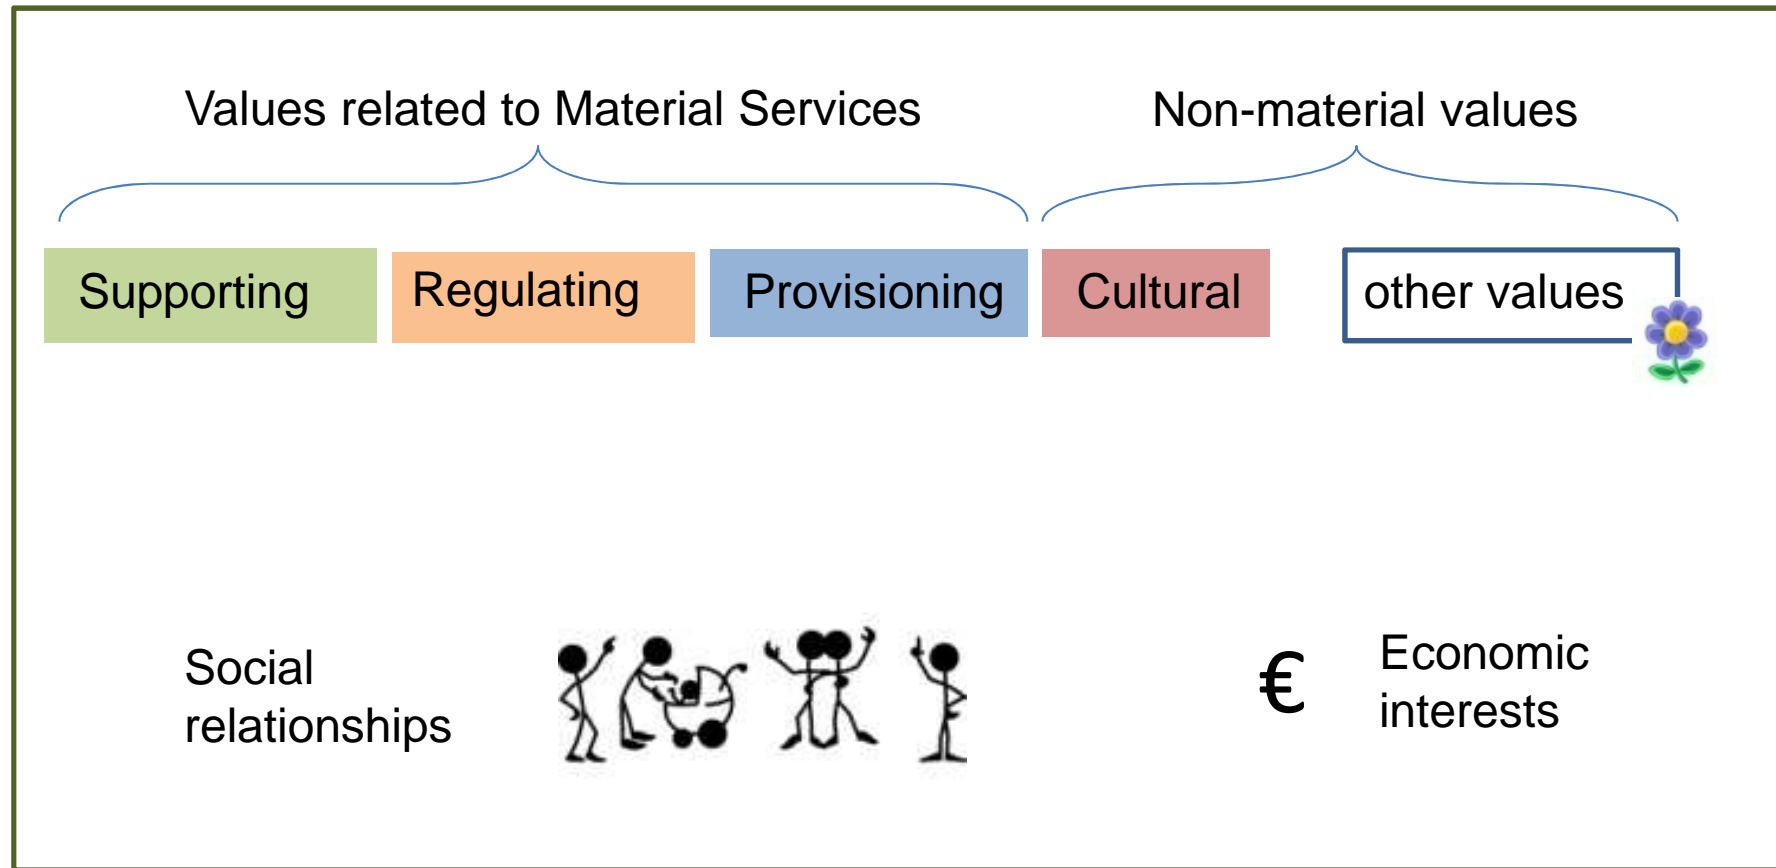 Values related to Material Services
Non-material values
Supporting
Regulating
Provisioning
Cultural
other values
Social
relationships
€
Economic
interests